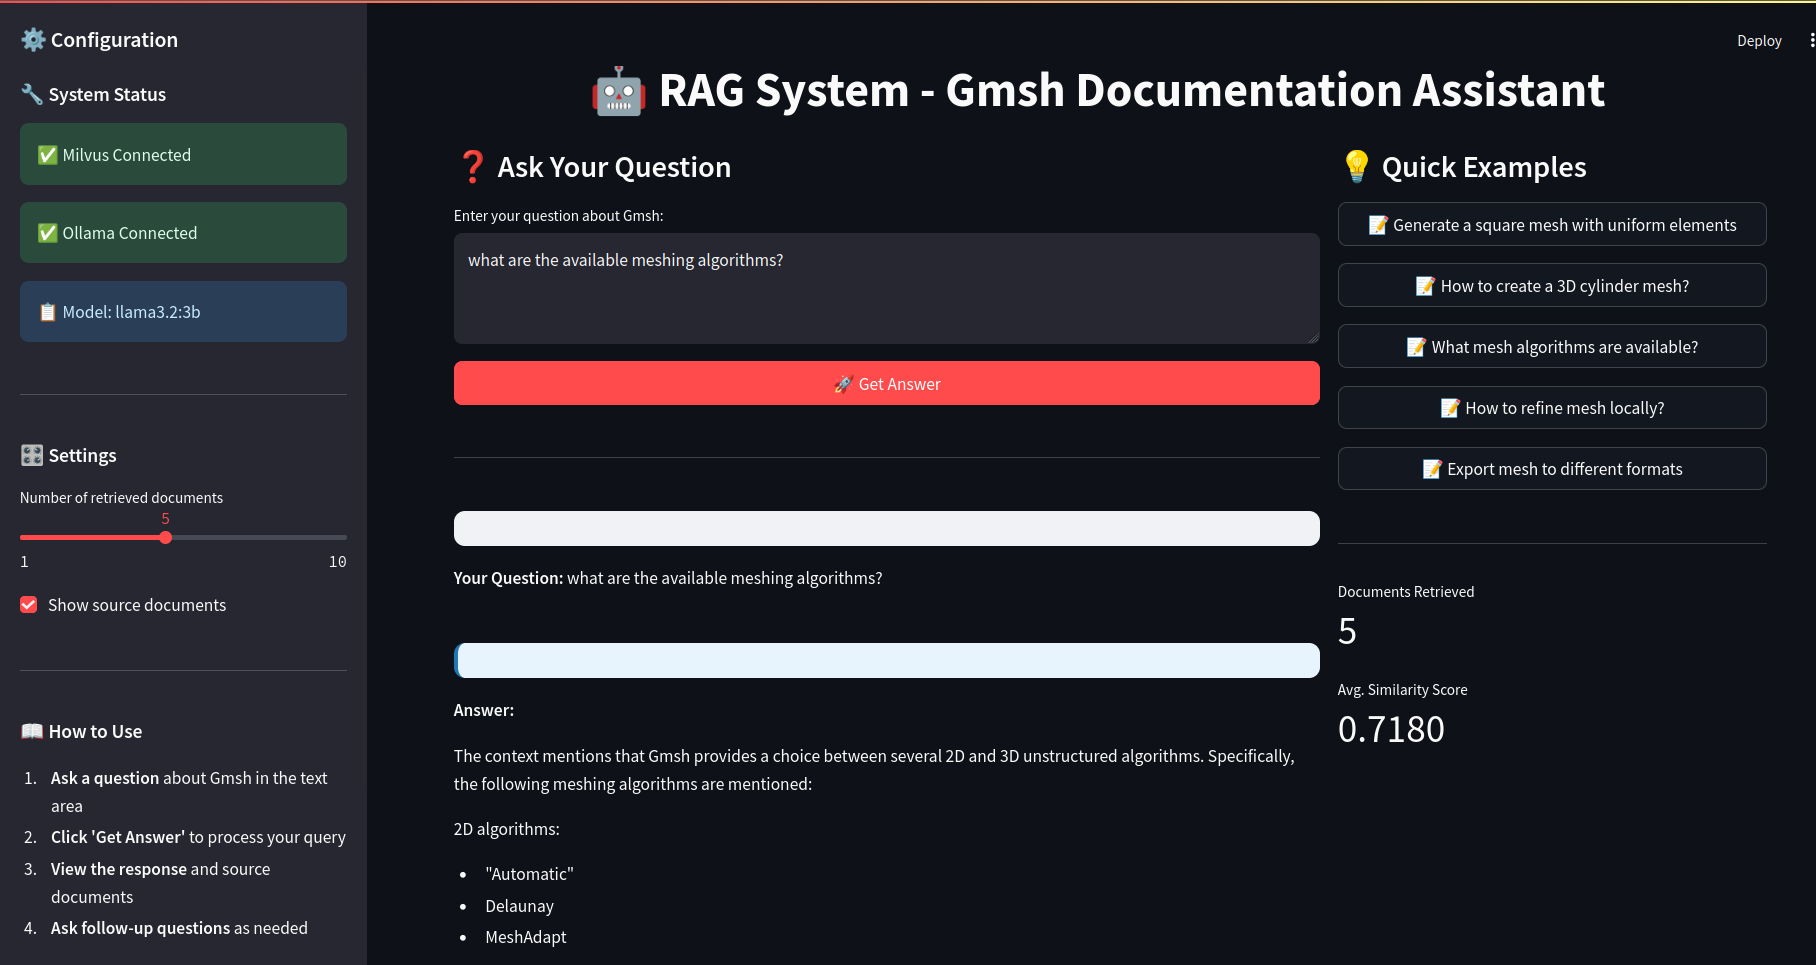 Configuration
System Status
Milvus Connected
Ollama Connected
Model: llama3.2:3b
Settings
Number of retrieved documents
5
1 10
Show source documents
How to Use
1. Ask a question about Gmsh in the text
area
2. Click 'Get Answer' to process your query
3. View the response and source
documents
4. Ask follow-up questions as needed
Deploy
RAG System - Gmsh Documentation Assistant
Ask Your Question
Enter your question about Gmsh:
what are the available meshing algorithms?
Get Answer
Your Question: what are the available meshing algorithms?
Answer:
The context mentions that Gmsh provides a choice between several 2D and 3D unstructured algorithms. Specifically,
the following meshing algorithms are mentioned:
2D algorithms:
• "Automatic"
• Delaunay
• MeshAdapt
Quick Examples
Generate a square mesh with uniform elements
How to create a 3D cylinder mesh?
What mesh algorithms are available?
How to refine mesh locally?
Export mesh to different formats
Documents Retrieved
5
Avg. Similarity Score
0.7180